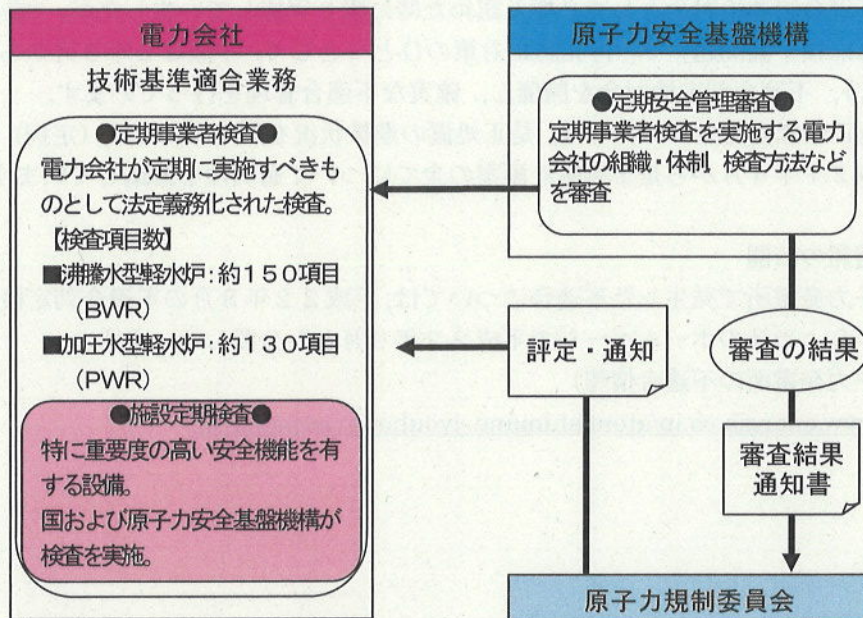 電力会社
技術基準適合業務
●定期事業者検査●
電力会社が定期に実施すべきも
のとして法定義務化された検査。
【検査項目数】
■沸騰水型軽水炉：約１５０項目
（BWR）
■加圧水型軽水炉：約１３０項目
（PWR）
●施設定期検査●
特に重要度の高い安全機能を有
する設備。
国および原子力安全基盤機構が
検査を実施。
原子力安全基盤機構
●定期安全管理審査●
定期事業者検査を実施する電力
会社の組織・体制，検査方法など
を審査
評定・通知
審査の結果
審査結果
通知書
原子力規制委員会